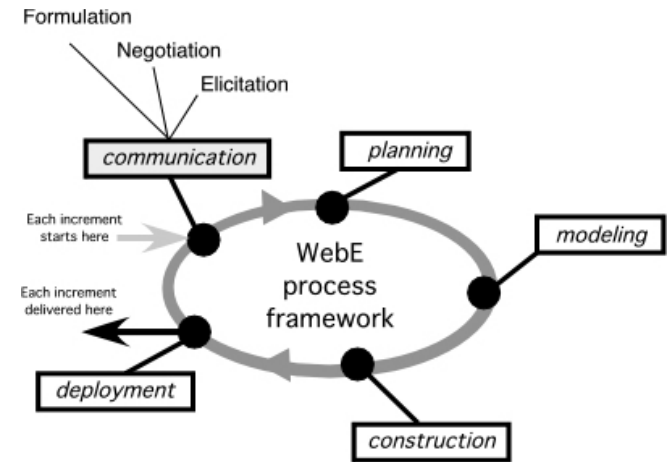 Formulation
Negotiation
Elicitation
communication
planning
Each increment
starts here
modeling
WebE
process
framework
Each increment
delivered here
deployment
construction